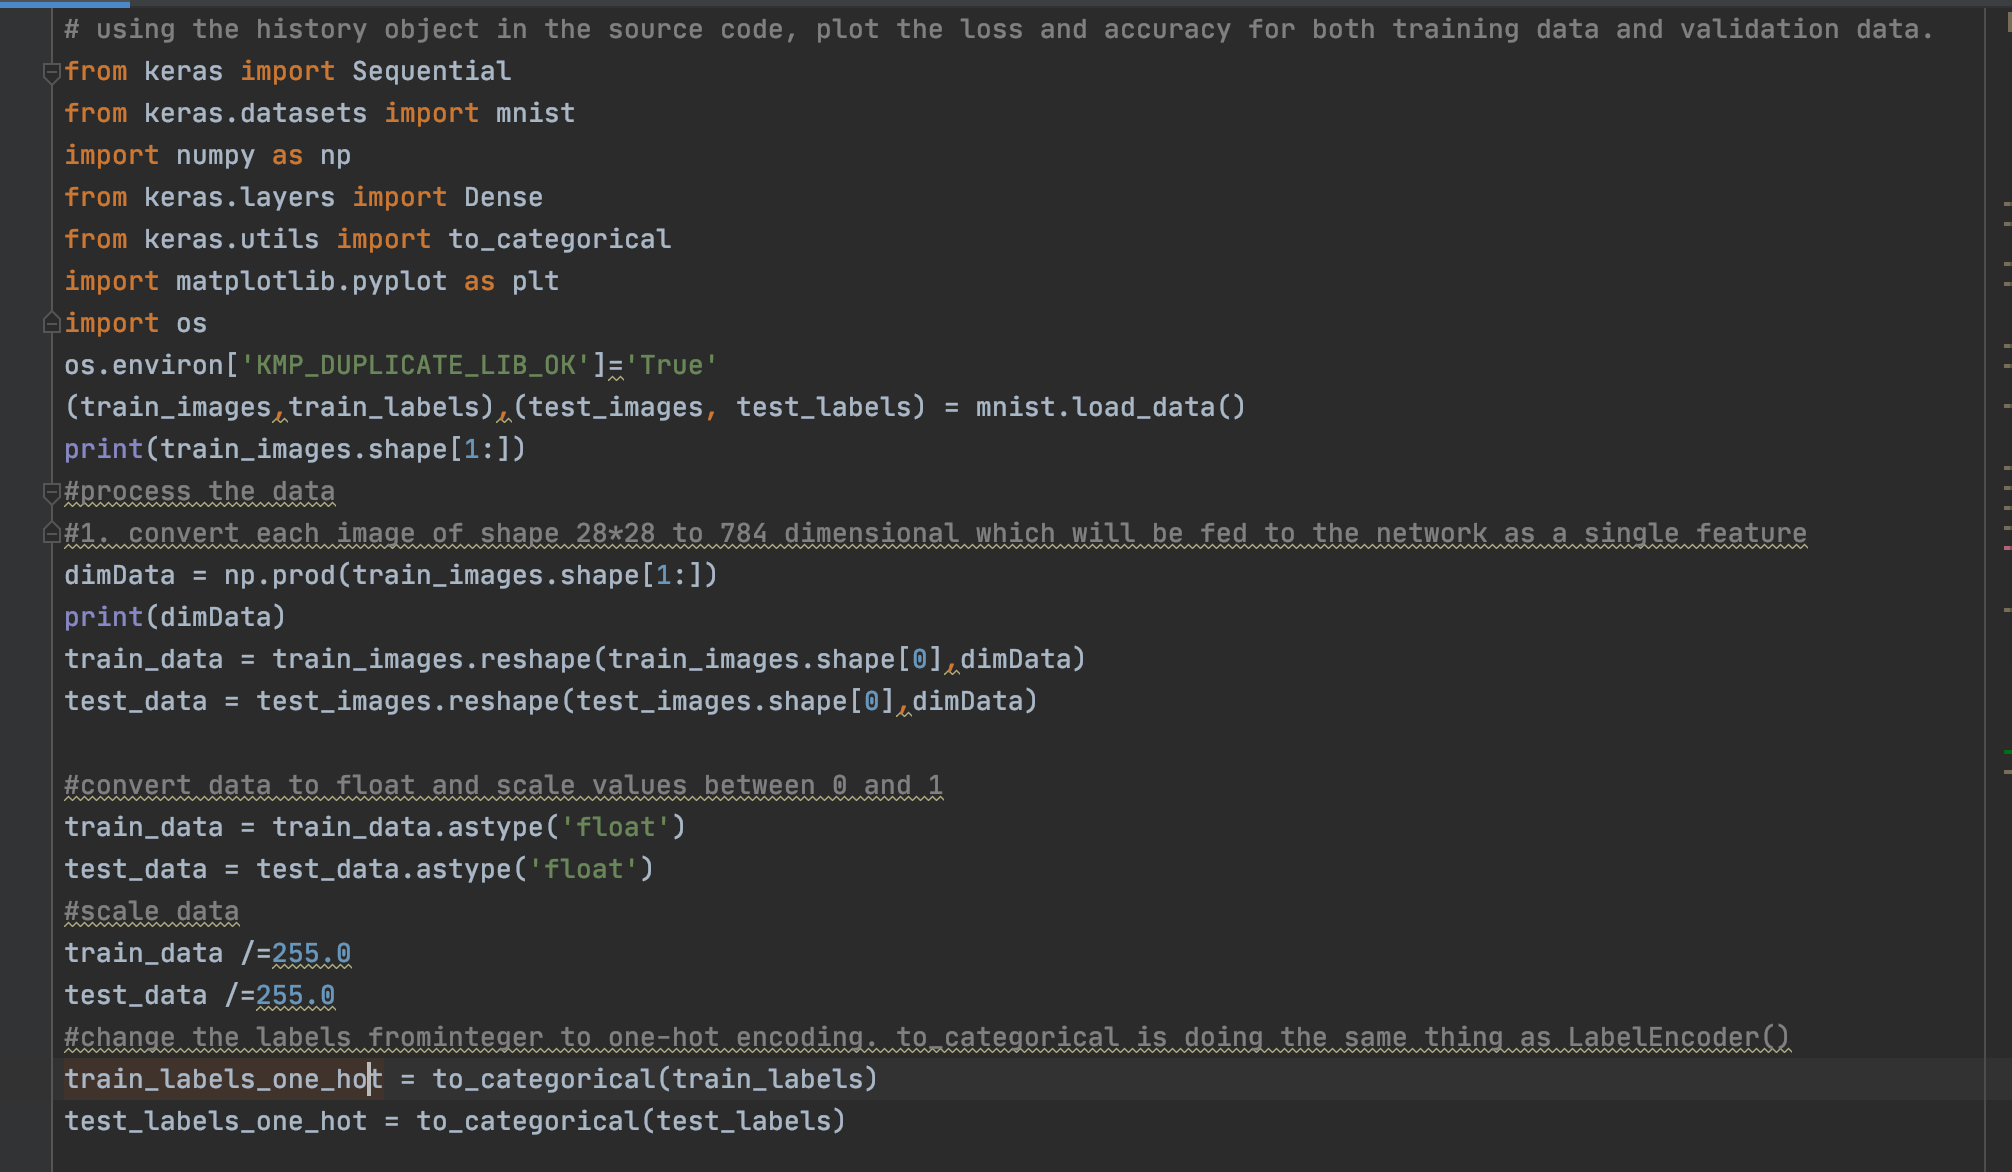 # using the history object in the source code, plot the loss and accuracy for both training data and validation data.
from keras import Sequential
from keras.datasets import mnist
import numpy as np
from keras.layers import Dense
from keras.utils import to_categorical
import matplotlib.pyplot as plt
import os
os.environ['KMP_DUPLICATE_LIB_OK']='True'
(train_images,train_labels),(test_images, test_labels) = mnist.load_data()
print(train_images.shape[1:])
#process the data
#1. convert each image of shape 28*28 to 784 dimensional which will be fed to the network as a single feature
dimData = np.prod(train_images.shape[1:])
print(dimData)
train_data = train_images.reshape(train_images.shape[0],dimData)
test_data = test_images.reshape(test_images.shape[0],dimData)
#convert data to float and scale values between 0 and 1
train_data = train_data.astype('float')
test_data = test_data.astype('float')
#scale data
train_data /=255.0
test_data /=255.0
#change the labels frominteger to one-hot encoding. to_categorical is doing the same thing as LabelEncoder()
train_labels_one_hot = to_categorical(train_labels)
test_labels_one_hot = to_categorical(test_labels)